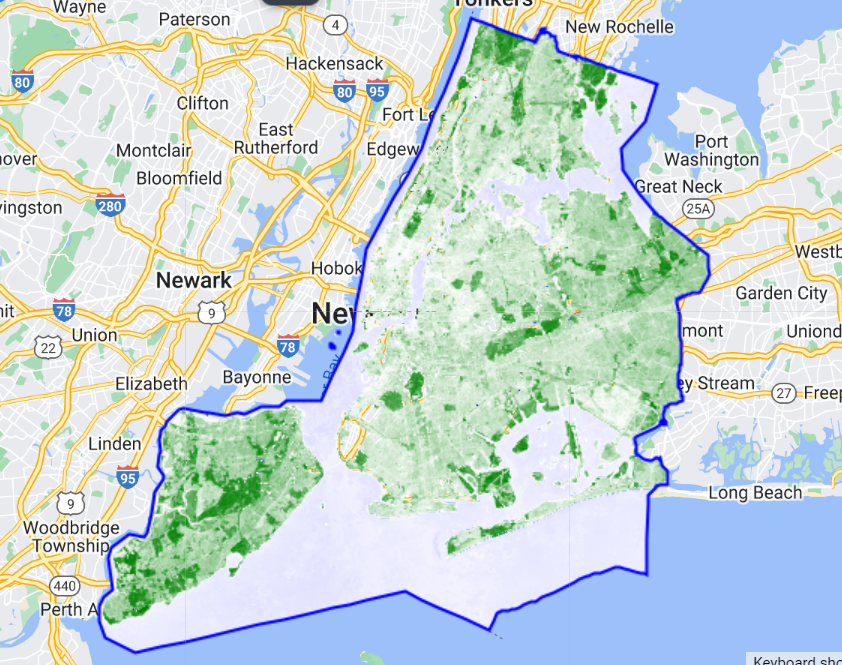 Wayne
Yonkers
Paterson
4
New Rochelle
Hackensack
80
80
95
Clifton
Fort Le
East
Rutherford
Edgew
Montclair
Port
Washington
nover
Bloomfield
Great Neck
vingston
280
25A
Westb
Newark
Hobok
Garden City
9
78
New
mont
Uniond
Union
22
78
Bayonne
r Bay
Elizabeth
ey Stream
27
Freep
Linden
95
9
Long Beach
Woodbridge
Township
440
Perth A
Keyboard sho